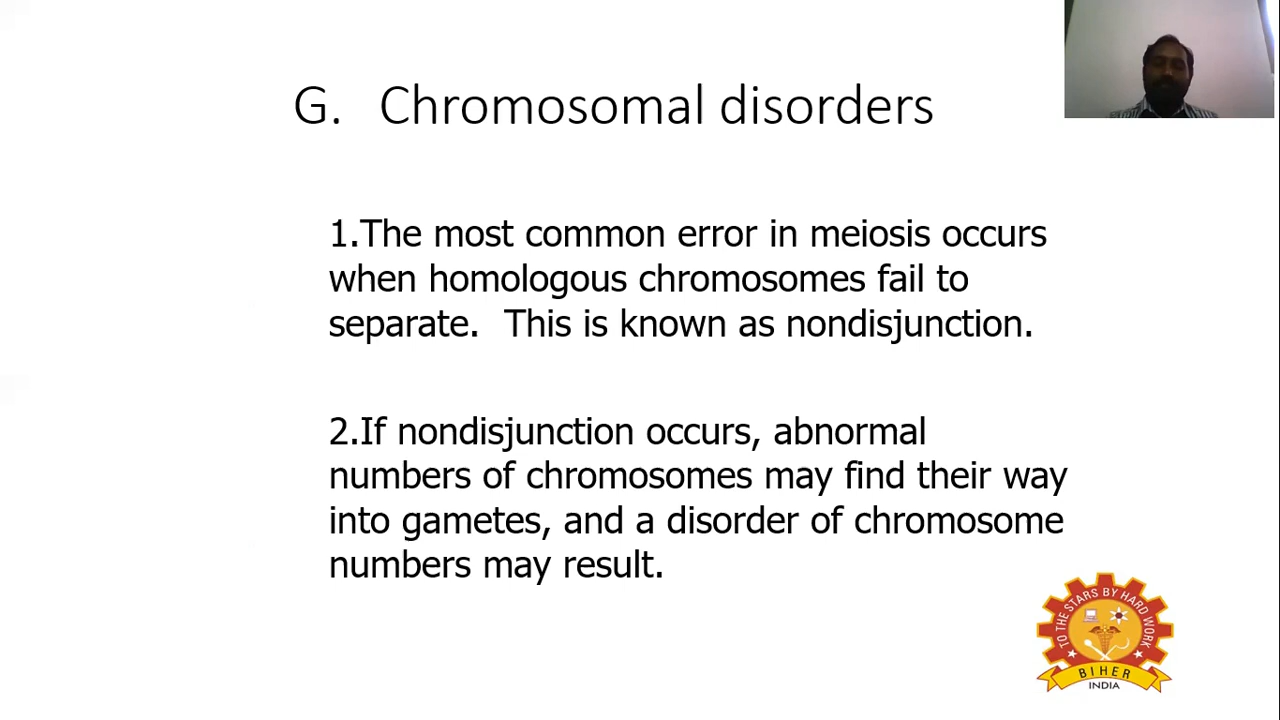 G. Chromosomal disorders
1.The most common error in meiosis occurs
when homologous chromosomes fail to
separate. This is known as nondisjunction.
2.If nondisjunction occurs, abnormal
numbers of chromosomes may find their way
into gametes, and a disorder of chromosome
numbers may result.
TO THE STARS BY HARD WORK
BIHER
INDIA